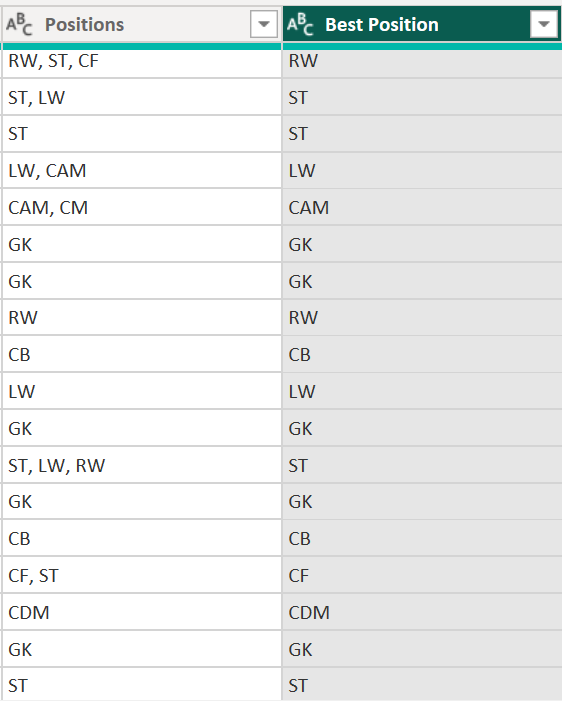 ABC Positions ABC Best Position
RW, ST, CF RW
ST, LW ST
ST ST
LW, CAM LW
CAM, CM CAM
GK GK
GK GK
RW RW
CB CB
LW LW
GK GK
ST, LW, RW ST
GK GK
CB CB
CF, ST CF
CDM CDM
GK GK
ST ST